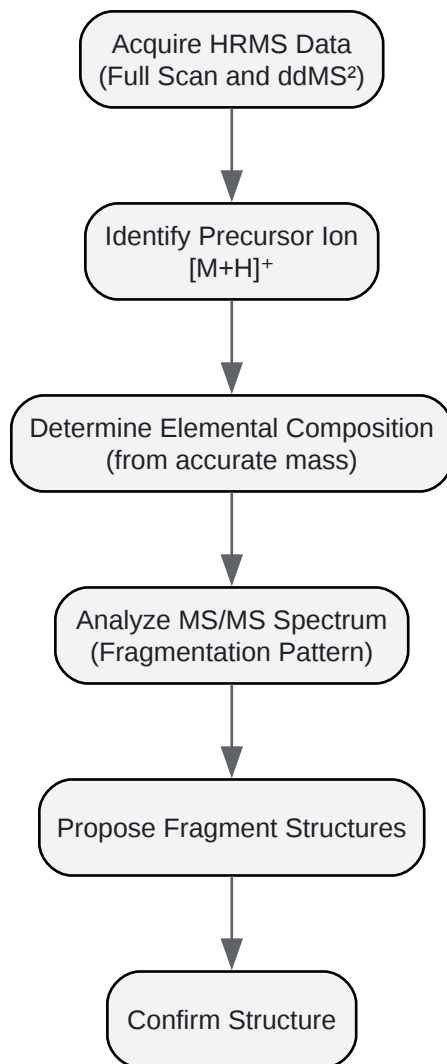 Acquire HRMS Data
(Full Scan and ddMS²)
Identify Precursor Ion
[M+H]⁺
Determine Elemental Composition
(from accurate mass)
Analyze MS/MS Spectrum
(Fragmentation Pattern)
Propose Fragment Structures
Confirm Structure